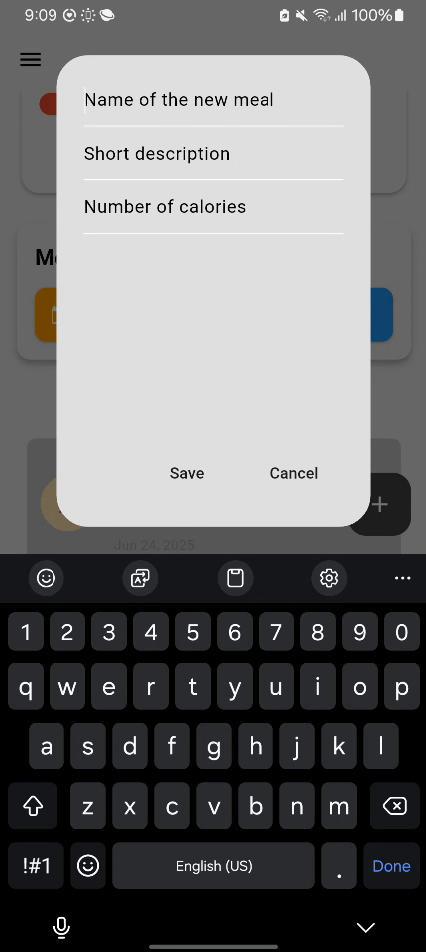 9:09
100%
Name of the new meal
Short description
Number of calories
Save
Cancel
+
Jun 24, 2025
1 2 3 4 5 6 7 8 9 0
q w e r t y u i o p
a s d f g h j k l
z x c v b n m
!#1
English (US)
.
Done